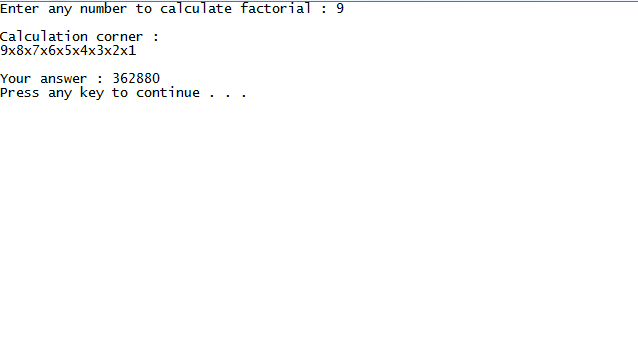 Enter any number to calculate factorial : 9
Calculation corner :
9x8x7x6x5x4x3x2x1
Your answer : 362880
Press any key to continue . . .